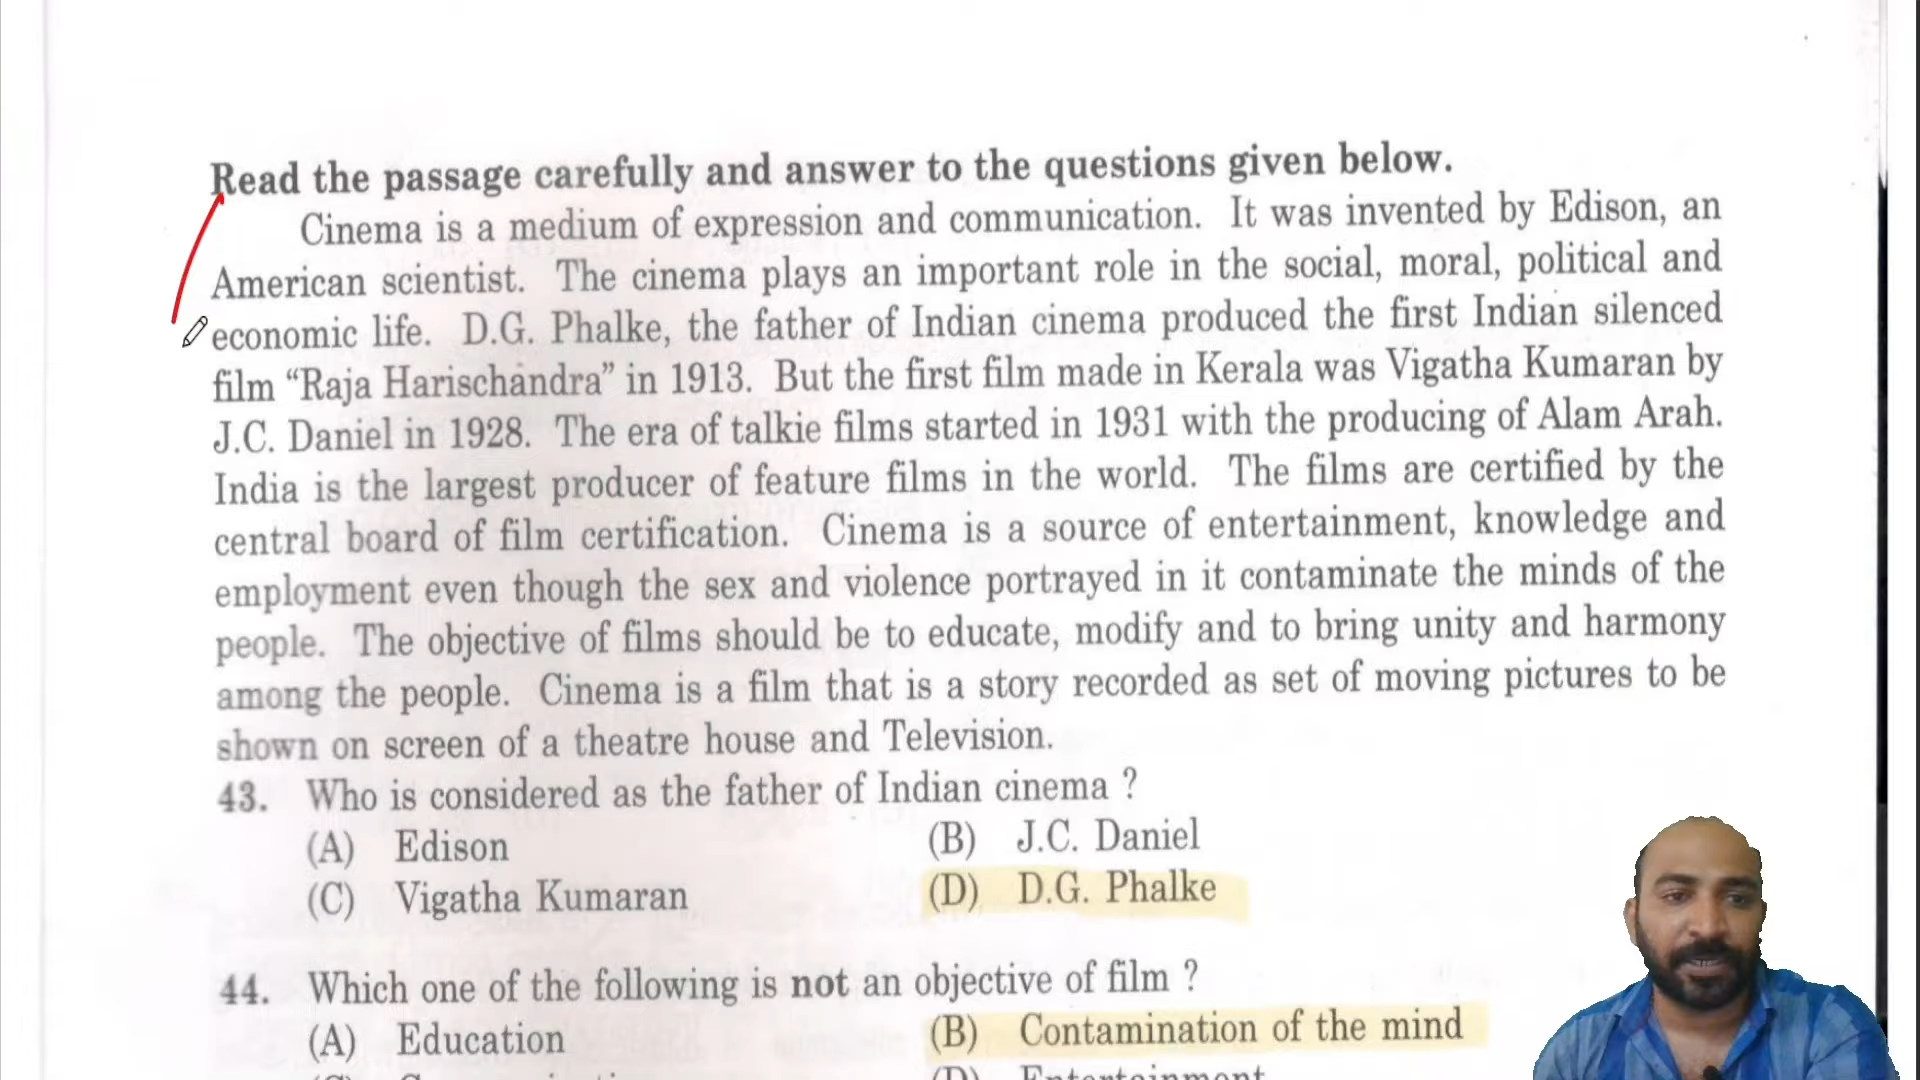 Read the passage carefully and answer to the questions given below.
Cinema is a medium of expression and communication. It was invented by Edison, an
American scientist. The cinema plays an important role in the social, moral, political and
economic life. D.G. Phalke, the father of Indian cinema produced the first Indian silenced
film “Raja Harischandra” in 1913. But the first film made in Kerala was Vigatha Kumaran by
J.C. Daniel in 1928. The era of talkie films started in 1931 with the producing of Alam Arah.
India is the largest producer of feature films in the world. The films are certified by the
central board of film certification. Cinema is a source of entertainment, knowledge and
employment even though the sex and violence portrayed in it contaminate the minds of the
people. The objective of films should be to educate, modify and to bring unity and harmony
among the people. Cinema is a film that is a story recorded as set of moving pictures to be
shown on screen of a theatre house and Television.
43. Who is considered as the father of Indian cinema ?
(A) Edison (B) J.C. Daniel
(C) Vigatha Kumaran (D) D.G. Phalke
44. Which one of the following is not an objective of film ?
(A) Education (B) Contamination of the mind
(D) Entertainment